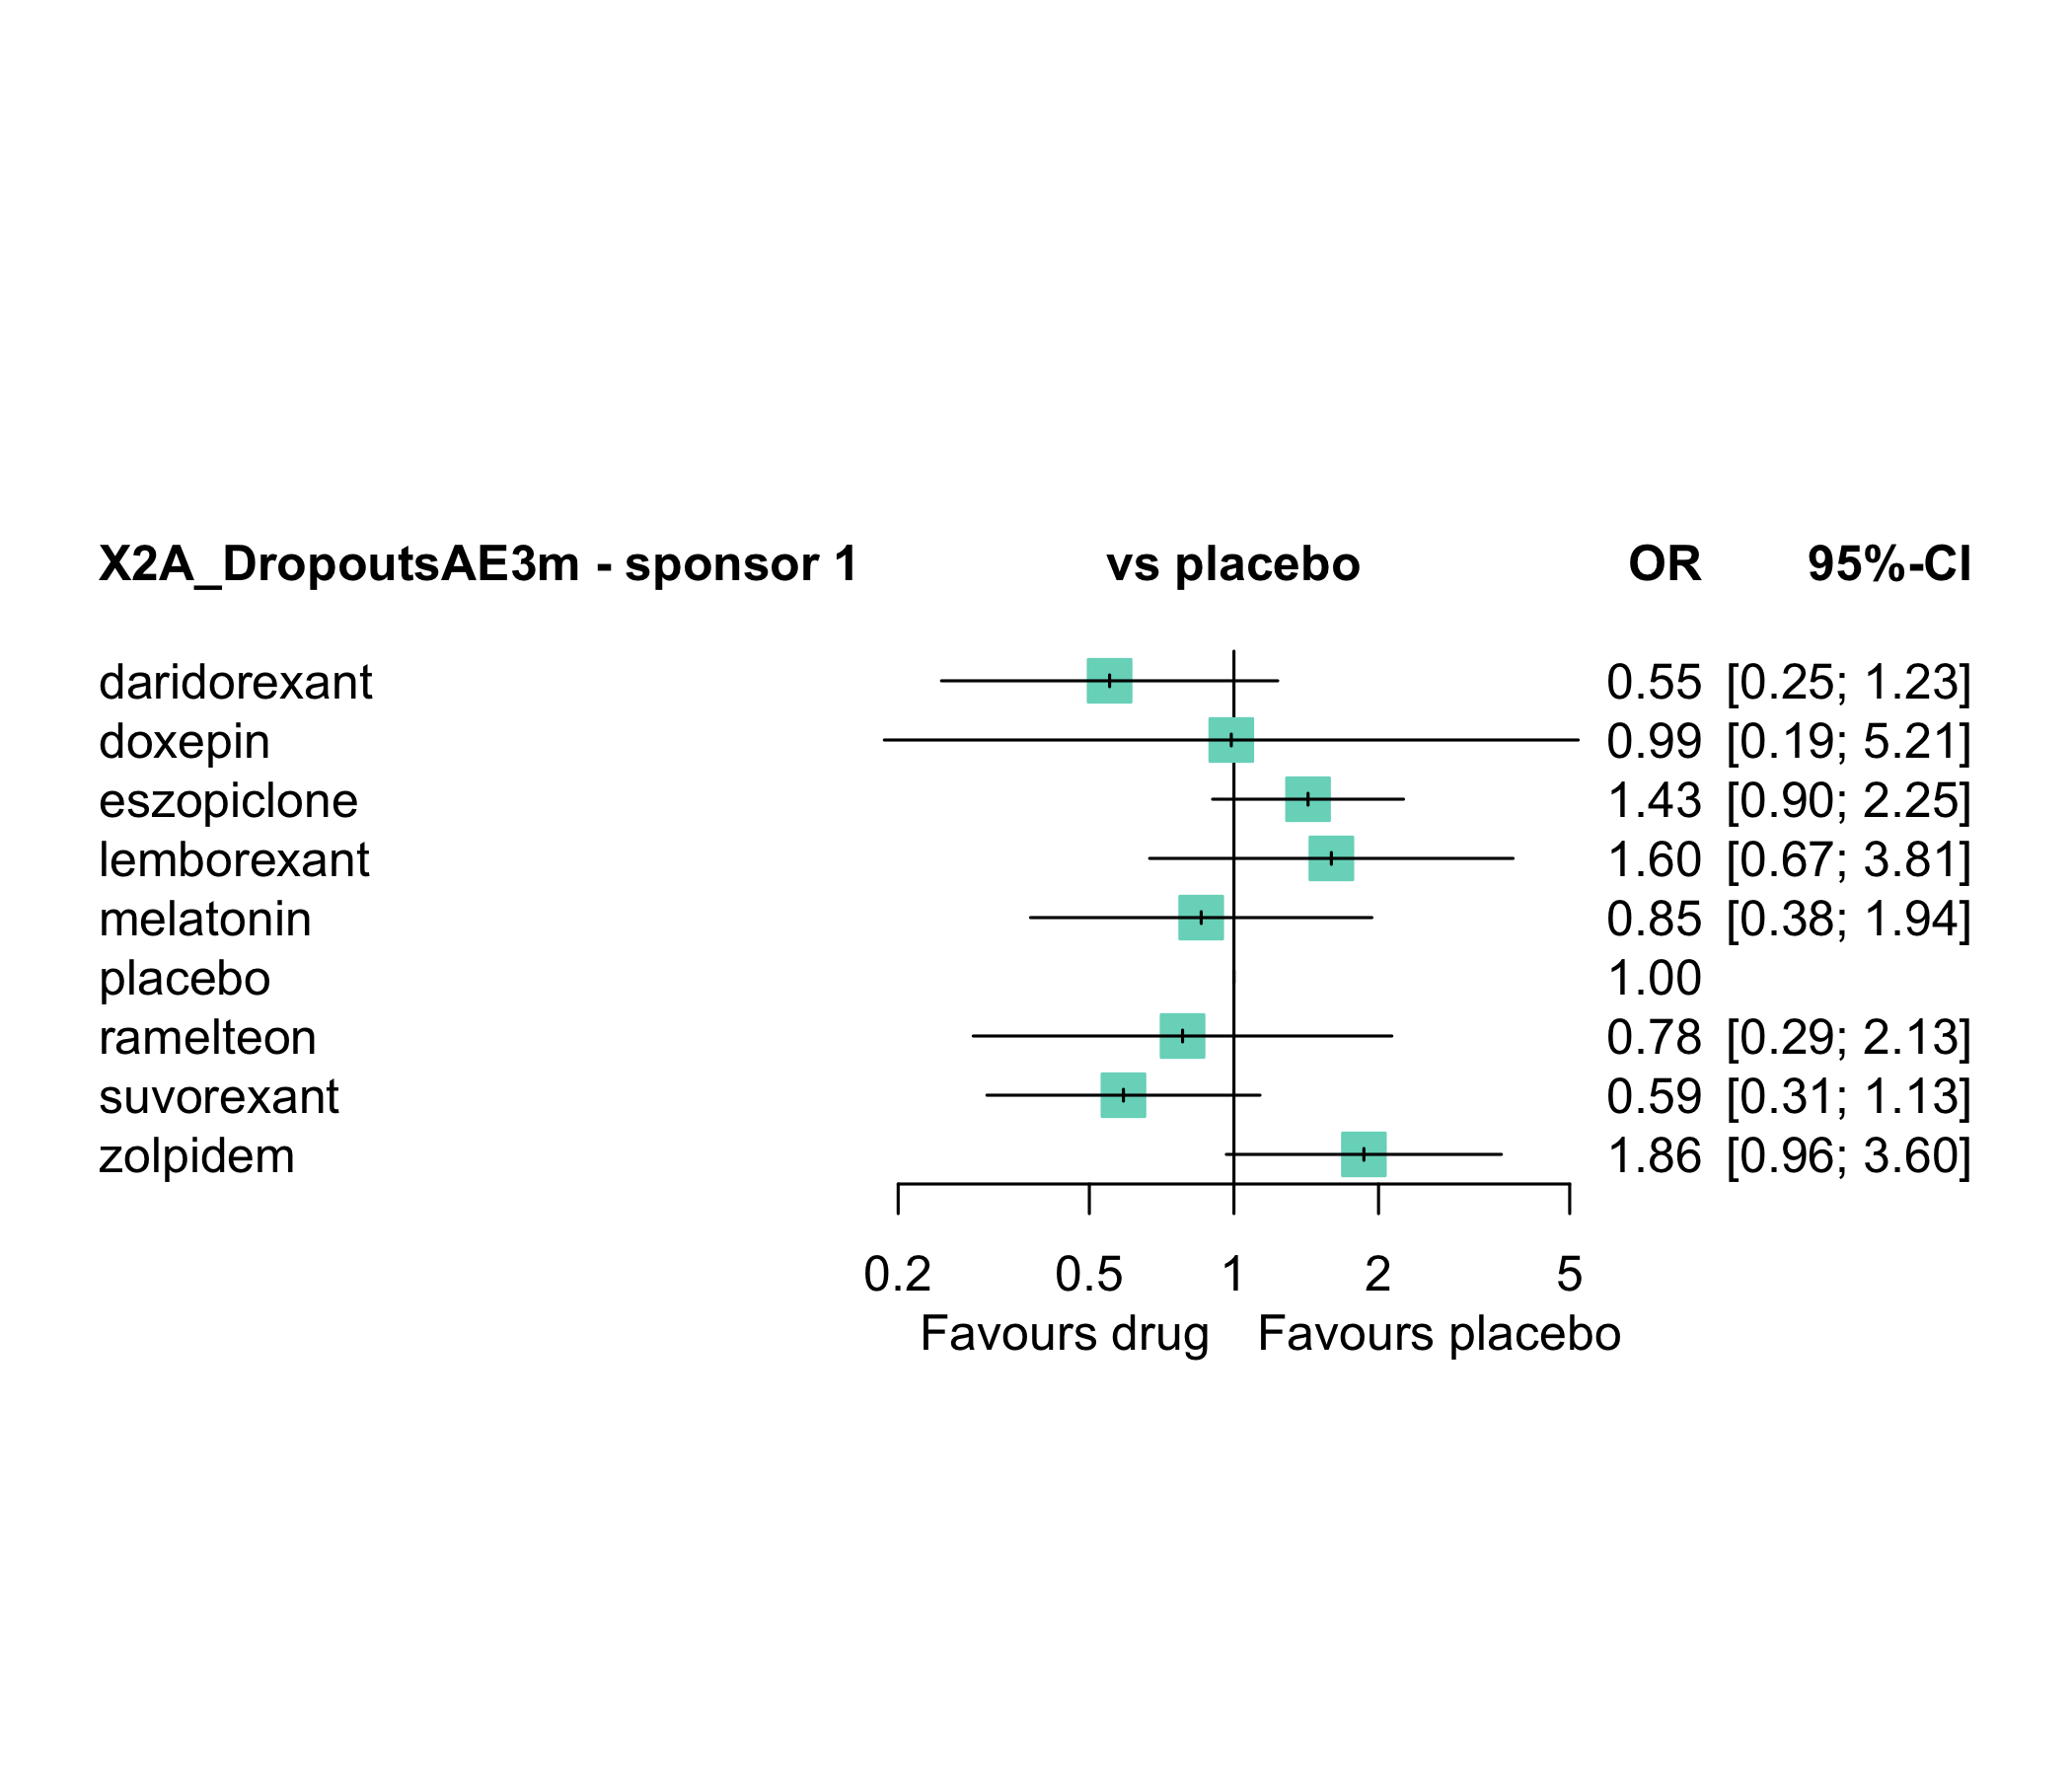 X2A_DropoutsAE3m - sponsor 1 vs placebo OR 95%-CI
daridorexant 0.55 [0.25; 1.23]
doxepin 0.99 [0.19; 5.21]
eszopiclone 1.43 [0.90; 2.25]
lemborexant 1.60 [0.67; 3.81]
melatonin 0.85 [0.38; 1.94]
placebo 1.00
ramelteon 0.78 [0.29; 2.13]
suvorexant 0.59 [0.31; 1.13]
zolpidem 1.86 [0.96; 3.60]
0.2 0.5 1 2 5
Favours drug Favours placebo